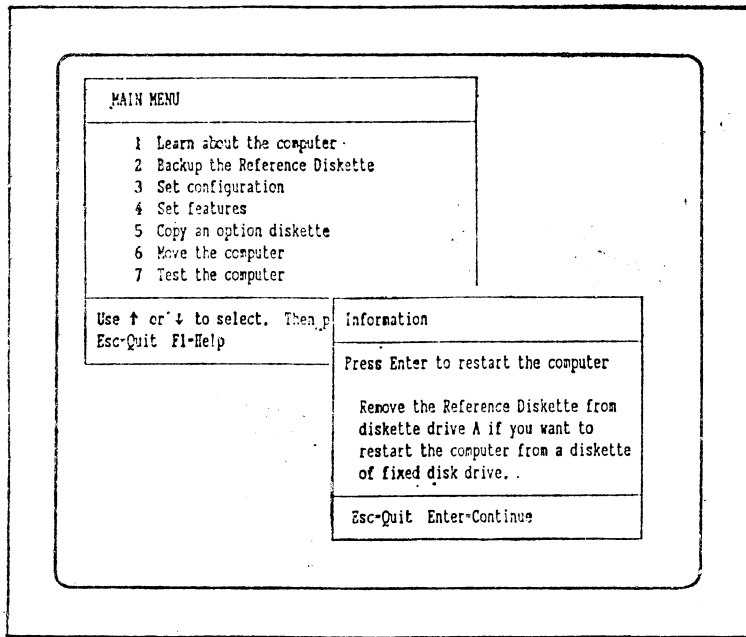 MAIN MENU
1 Learn about the computer
2 Backup the Reference Diskette
3 Set configuration
4 Set features
5 Copy an option diskette
6 Move the computer
7 Test the computer
Use ↑ or ↓ to select. Then p
Esc-Quit F1-Help
Information
Press Enter to restart the computer
Remove the Reference Diskette from
diskette drive A if you want to
restart the computer from a diskette
of fixed disk drive.
Esc-Quit Enter-Continue